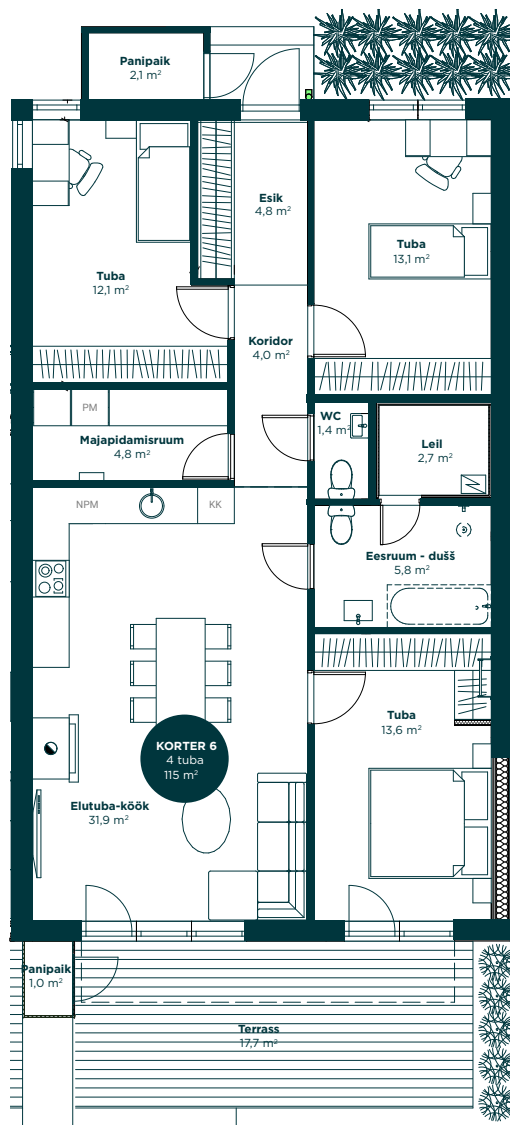 Panipaik
2,1 m²
Esik
4,8 m²
Tuba
13,1 m²
Tuba
12,1 m²
Koridor
4,0 m²
PM
WC
1,4 m²
Majapidamisruum
4,8 m²
Leil
2,7 m²
NPM
KK
Eesruum - dušš
5,8 m²
Tuba
13,6 m²
KORTER 6
4 tuba
115 m²
Elutuba-köök
31,9 m²
Panipaik
1,0 m²
Terrass
17,7 m²